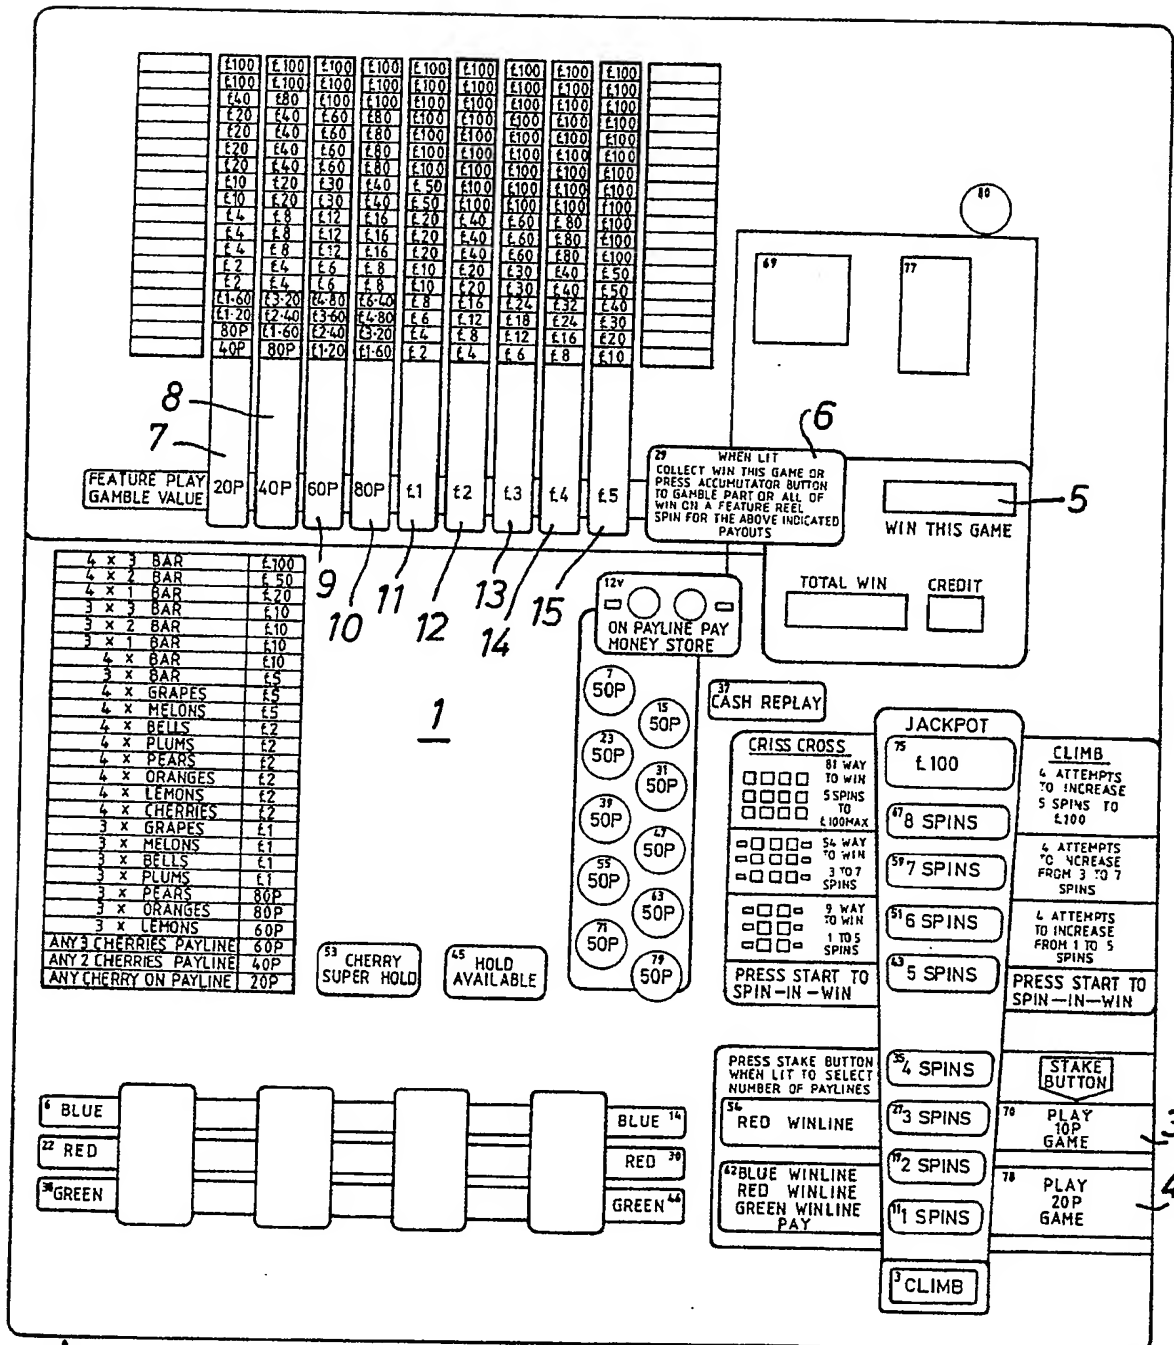 £100 £100 £100 £100 £100 £100 £100 £100 £100
£100 £100 £100 £100 £100 £100 £100 £100 £100
£40 £80 £100 £100 £100 £100 £100 £100 £100
£20 £40 £60 £80 £100 £100 £100 £100 £100
£20 £40 £60 £80 £100 £100 £100 £100 £100
£20 £40 £60 £80 £100 £100 £100 £100 £100
£20 £40 £60 £80 £100 £100 £100 £100 £100
£10 £20 £30 £40 £50 £100 £100 £100 £100
£10 £20 £30 £40 £50 £100 £100 £100 £100
£4 £8 £12 £16 £20 £40 £60 £80 £100
£4 £8 £12 £16 £20 £40 £60 £80 £100
£4 £8 £12 £16 £20 £40 £60 £80 £100
£2 £4 £6 £8 £10 £20 £30 £40 £50
£2 £4 £6 £8 £10 £20 £30 £40 £50
£1·60 £3·20 £4·80 £6·40 £8 £16 £24 £32 £40
£1·20 £2·40 £3·60 £4·80 £6 £12 £18 £24 £30
80P £1·60 £2·40 £3·20 £4 £8 £12 £16 £20
40P 80P £1·20 £1·60 £2 £4 £6 £8 £10
80
69 77
7 8
FEATURE PLAY
GAMBLE VALUE
20P 40P 60P 80P £1 £2 £3 £4 £5
6
29 WHEN LIT
COLLECT WIN THIS GAME OR
PRESS ACCUMUTATOR BUTTON
TO GAMBLE PART OR ALL OF
WIN ON A FEATURE REEL
SPIN FOR THE ABOVE INDICATED
PAYOUTS
5
WIN THIS GAME
TOTAL WIN CREDIT
9 10 11 12 13 14 15
4 × 3 BAR £100
4 × 2 BAR £50
4 × 1 BAR £20
3 × 3 BAR £10
3 × 2 BAR £10
3 × 1 BAR £10
4 × BAR £10
3 × BAR £5
4 × GRAPES £5
4 × MELONS £5
4 × BELLS £2
4 × PLUMS £2
4 × PEARS £2
4 × ORANGES £2
4 × LEMONS £2
4 × CHERRIES £2
3 × GRAPES £1
3 × MELONS £1
3 × BELLS £1
3 × PLUMS £1
3 × PEARS 80P
3 × ORANGES 80P
3 × LEMONS 60P
ANY 3 CHERRIES PAYLINE 60P
ANY 2 CHERRIES PAYLINE 40P
ANY CHERRY ON PAYLINE 20P
1
53 CHERRY
SUPER HOLD
45 HOLD
AVAILABLE
12V
ON PAYLINE PAY
MONEY STORE
7 50P
15 50P
23 50P
31 50P
39 50P
47 50P
55 50P
63 50P
71 50P
79 50P
37
CASH REPLAY
CRISS CROSS
81 WAY
TO WIN
5 SPINS
TO
£100MAX
54 WAY
TO WIN
3 TO 7
SPINS
9 WAY
TO WIN
1 TO 5
SPINS
PRESS START TO
SPIN-IN-WIN
JACKPOT
75 £100
67 8 SPINS
59 7 SPINS
51 6 SPINS
43 5 SPINS
35 4 SPINS
27 3 SPINS
19 2 SPINS
11 1 SPINS
3 CLIMB
CLIMB
4 ATTEMPTS
TO INCREASE
5 SPINS TO
£100
4 ATTEMPTS
TO NCREASE
FROM 3 TO 7
SPINS
4 ATTEMPTS
TO INCREASE
FROM 1 TO 5
SPINS
PRESS START TO
SPIN-IN-WIN
PRESS STAKE BUTTON
WHEN LIT TO SELECT
NUMBER OF PAYLINES
54
RED WINLINE
62 BLUE WINLINE
RED WINLINE
GREEN WINLINE
PAY
STAKE
BUTTON
70 PLAY
10P
GAME
3
78 PLAY
20P
GAME
4
6 BLUE BLUE 14
22 RED RED 30
38 GREEN GREEN 46